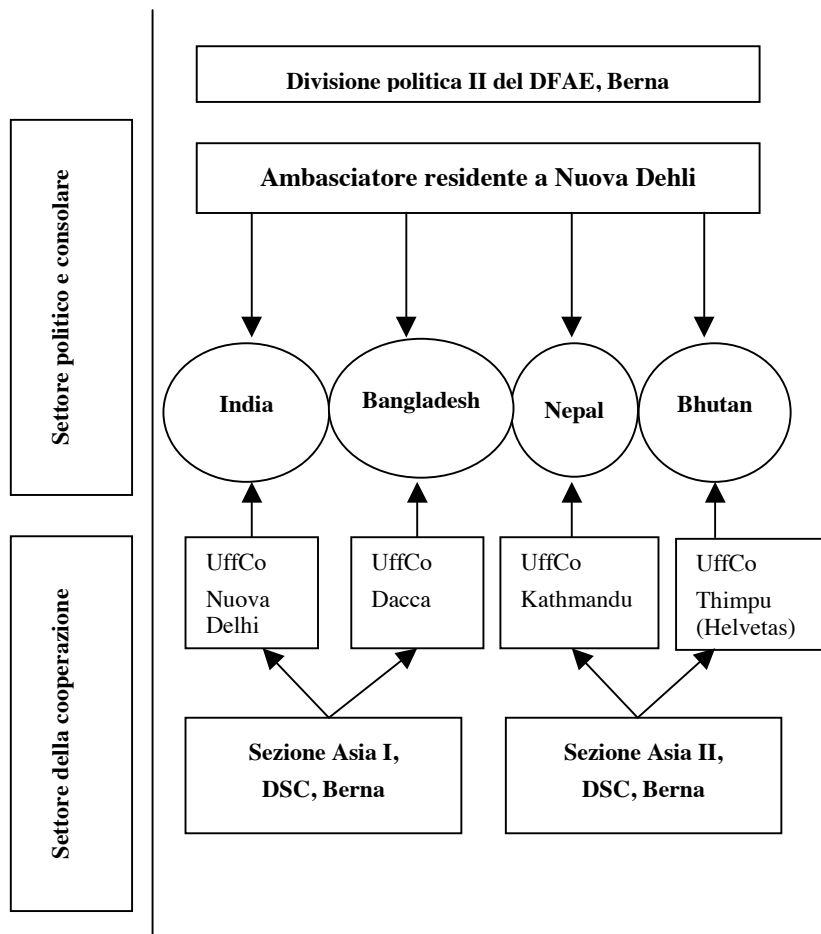 Divisione politica II del DFAE, Berna
Settore politico e consolare
Ambasciatore residente a Nuova Dehli
India
Bangladesh
Nepal
Bhutan
Settore della cooperazione
UffCo
Nuova
Delhi
UffCo
Dacca
UffCo
Kathmandu
UffCo
Thimpu
(Helvetas)
Sezione Asia I,
DSC, Berna
Sezione Asia II,
DSC, Berna